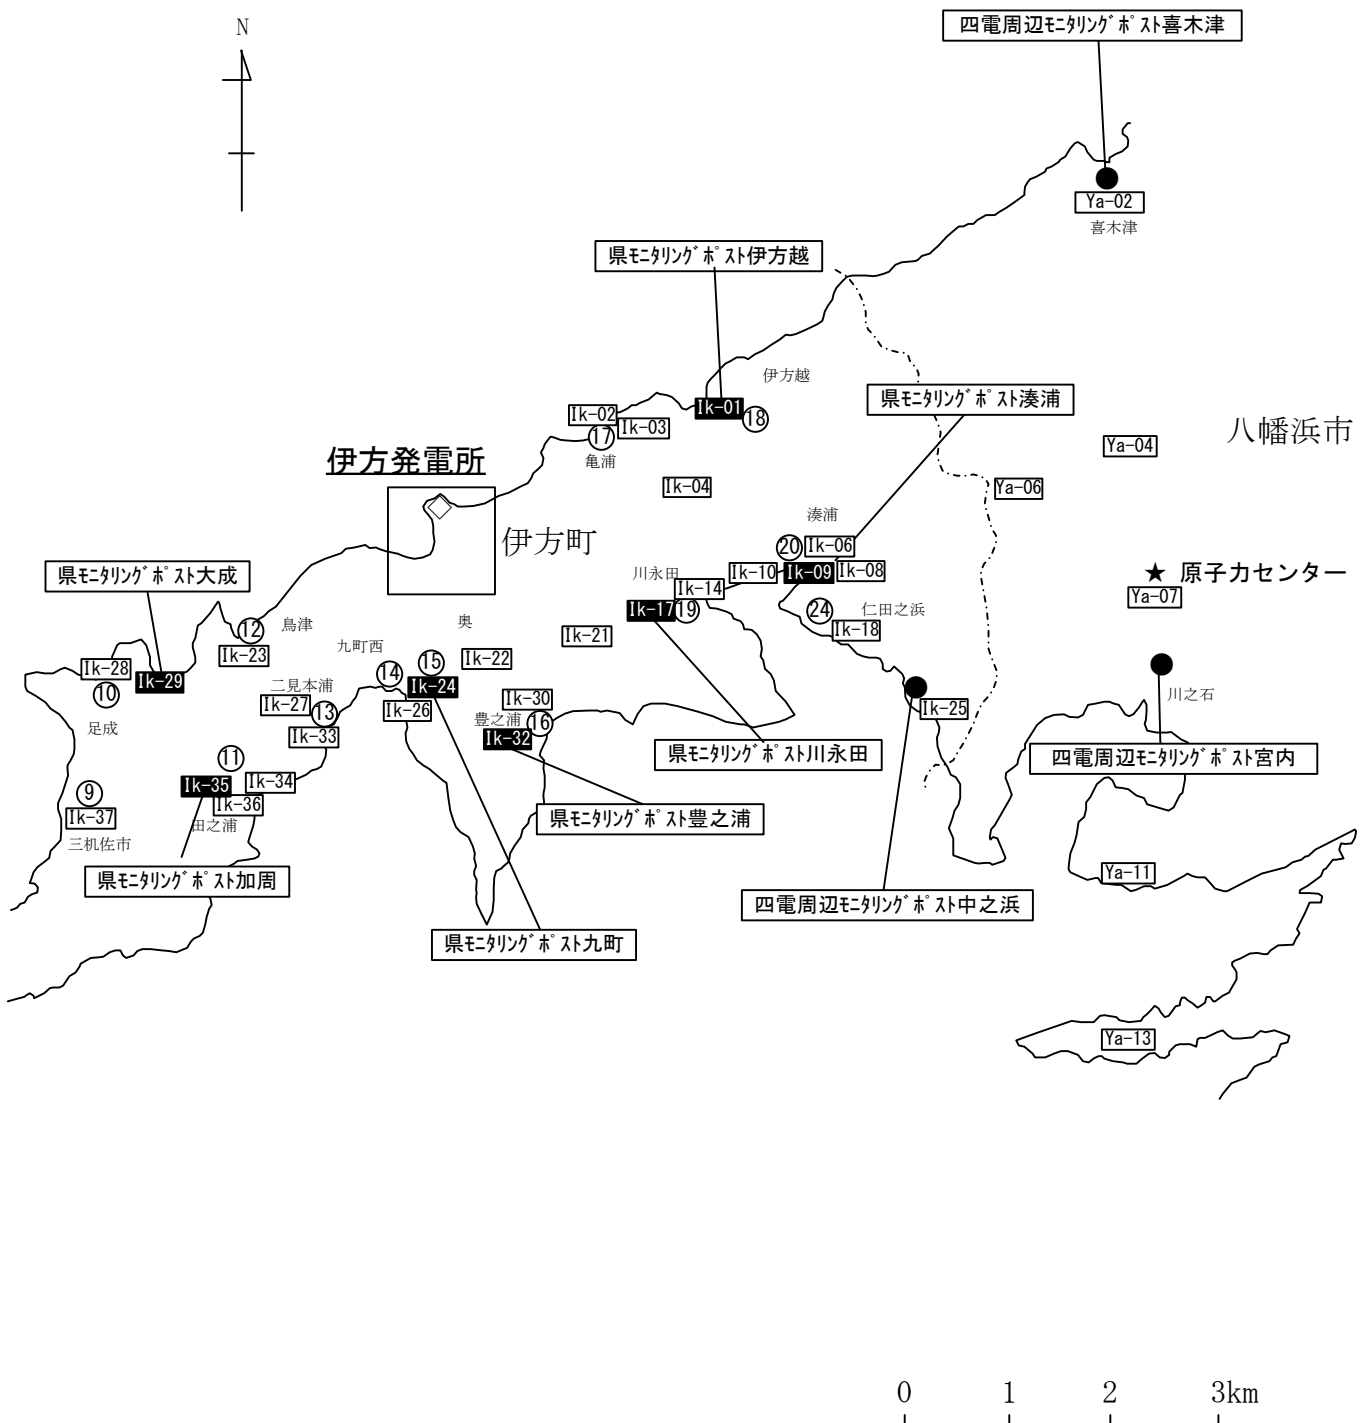 四電周辺ﾓﾆﾀﾘﾝｸﾞﾎﾟｽﾄ喜木津
N
Ya-02
喜木津
県ﾓﾆﾀﾘﾝｸﾞﾎﾟｽﾄ伊方越
伊方越
県ﾓﾆﾀﾘﾝｸﾞﾎﾟｽﾄ湊浦
Ik-01
⑱
Ik-02
Ik-03
⑰
亀浦
八幡浜市
Ya-04
伊方発電所
Ik-04
Ya-06
湊浦
伊方町
⑳
Ik-06
県ﾓﾆﾀﾘﾝｸﾞﾎﾟｽﾄ大成
川永田
Ik-10
Ik-09
Ik-08
★ 原子力センター
Ik-14
Ya-07
Ik-17
⑲
㉔
仁田之浜
Ik-18
⑫
鳥津
奥
Ik-21
九町西
Ik-23
Ik-22
Ik-28
⑮
⑭
Ik-29
Ik-24
川之石
⑩
二見本浦
Ik-27
⑬
Ik-26
Ik-30
Ik-25
足成
豊之浦
⑯
Ik-33
Ik-32
県ﾓﾆﾀﾘﾝｸﾞﾎﾟｽﾄ川永田
四電周辺ﾓﾆﾀﾘﾝｸﾞﾎﾟｽﾄ宮内
⑪
Ik-35
Ik-34
⑨
Ik-36
Ik-37
田之浦
県ﾓﾆﾀﾘﾝｸﾞﾎﾟｽﾄ豊之浦
三机佐市
県ﾓﾆﾀﾘﾝｸﾞﾎﾟｽﾄ加周
Ya-11
四電周辺ﾓﾆﾀﾘﾝｸﾞﾎﾟｽﾄ中之浜
県ﾓﾆﾀﾘﾝｸﾞﾎﾟｽﾄ九町
Ya-13
0 1 2 3km